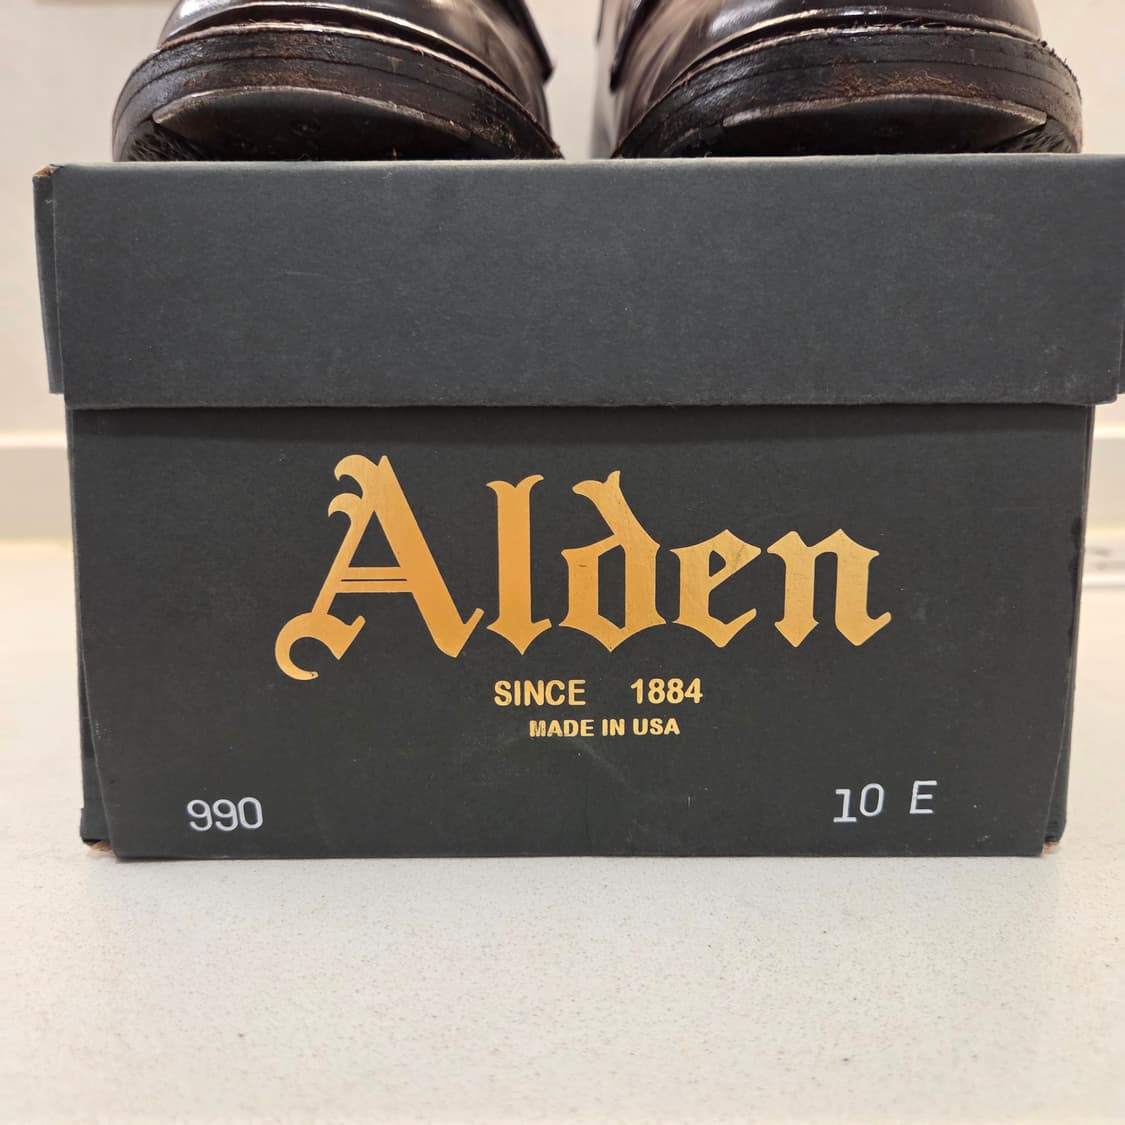 Alden
SINCE 1884
MADE IN USA
990 10 E